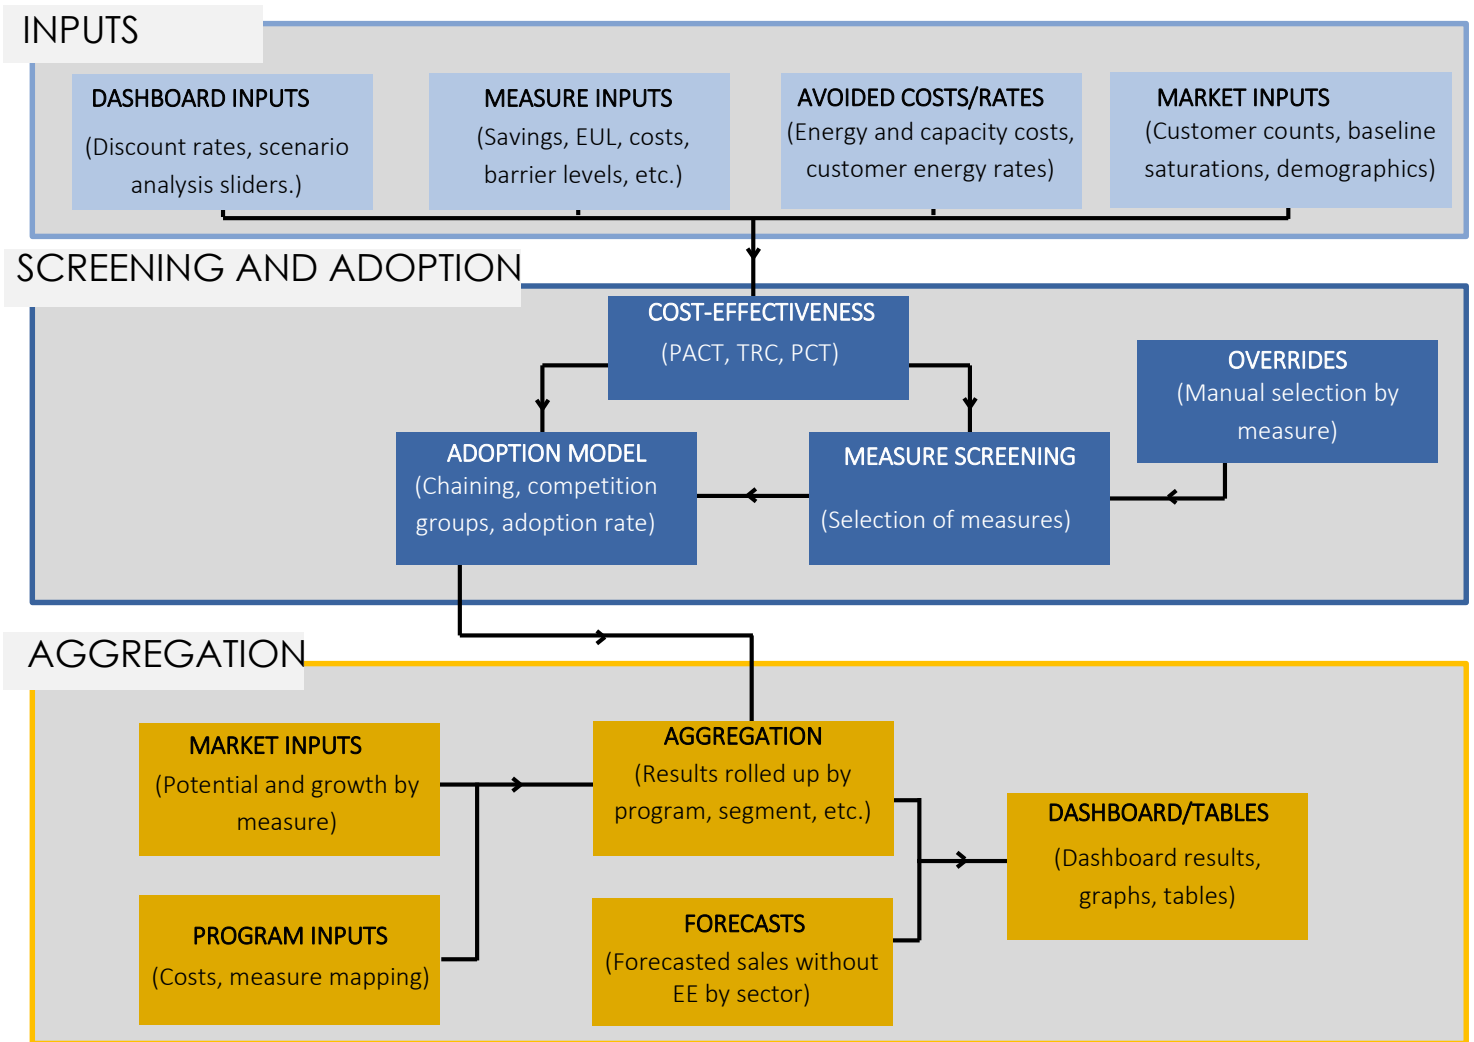 INPUTS
DASHBOARD INPUTS
(Discount rates, scenario
analysis sliders.)
MEASURE INPUTS
(Savings, EUL, costs,
barrier levels, etc.)
AVOIDED COSTS/RATES
(Energy and capacity costs,
customer energy rates)
MARKET INPUTS
(Customer counts, baseline
saturations, demographics)
SCREENING AND ADOPTION
COST-EFFECTIVENESS
(PACT, TRC, PCT)
OVERRIDES
(Manual selection by
measure)
ADOPTION MODEL
(Chaining, competition
groups, adoption rate)
MEASURE SCREENING
(Selection of measures)
AGGREGATION
MARKET INPUTS
(Potential and growth by
measure)
AGGREGATION
(Results rolled up by
program, segment, etc.)
DASHBOARD/TABLES
(Dashboard results,
graphs, tables)
PROGRAM INPUTS
(Costs, measure mapping)
FORECASTS
(Forecasted sales without
EE by sector)